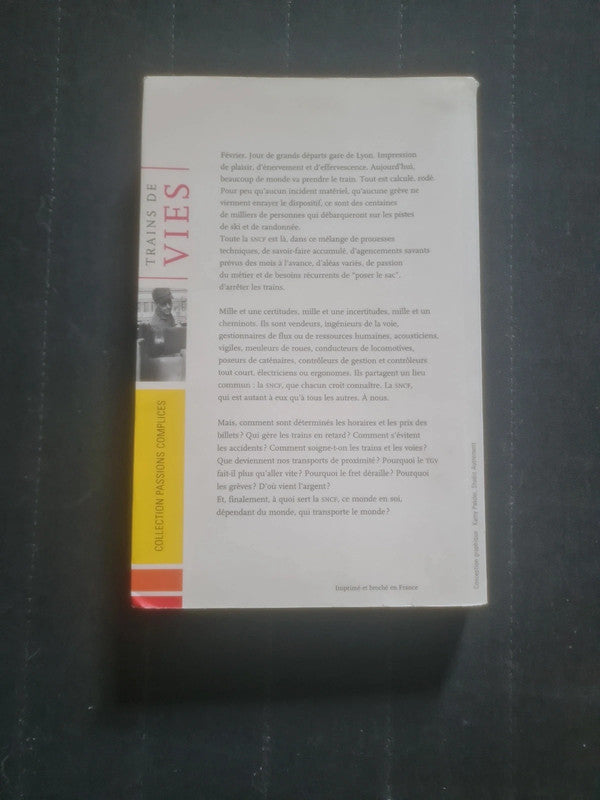 TRAINS DE
VIES
COLLECTION PASSIONS COMPLICES
Février. Jour de grands départs gare de Lyon. Impression
de plaisir, d'énervement et d'effervescence. Aujourd'hui,
beaucoup de monde va prendre le train. Tout est calculé, rodé.
Pour peu qu'aucun incident matériel, qu'aucune grève ne
viennent enrayer le dispositif, ce sont des centaines
de milliers de personnes qui débarqueront sur les pistes
de ski et de randonnée.
Toute la SNCF est là, dans ce mélange de prouesses
techniques, de savoir-faire accumulé, d'agencements savants
prévus des mois à l'avance, d'aléas variés, de passion
du métier et de besoins récurrents de "poser le sac",
d'arrêter les trains.
Mille et une certitudes, mille et une incertitudes, mille et un
cheminots. Ils sont vendeurs, ingénieurs de la voie,
gestionnaires de flux ou de ressources humaines, acousticiens,
vigiles, meuleurs de roues, conducteurs de locomotives,
poseurs de caténaires, contrôleurs de gestion et contrôleurs
tout court, électriciens ou ergonomes. Ils partagent un lieu
commun : la SNCF, que chacun croit connaître. La SNCF,
qui est autant à eux qu'à tous les autres. À nous.
Mais, comment sont déterminés les horaires et les prix des
billets ? Qui gère les trains en retard ? Comment s'évitent
les accidents ? Comment soigne-t-on les trains et les voies ?
Que deviennent nos transports de proximité ? Pourquoi le TGV
fait-il plus qu'aller vite ? Pourquoi le fret déraille ? Pourquoi
les grèves ? D'où vient l'argent ?
Et, finalement, à quoi sert la SNCF, ce monde en soi,
dépendant du monde, qui transporte le monde ?
Imprimé et broché en France
Conception graphique Studio